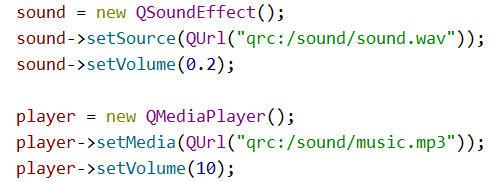 sound = new QSoundEffect();
sound->setSource(QUrl("qrc:/sound/sound.wav"));
sound->setVolume(0.2);
player = new QMediaPlayer();
player->setMedia(QUrl("qrc:/sound/music.mp3"));
player->setVolume(10);